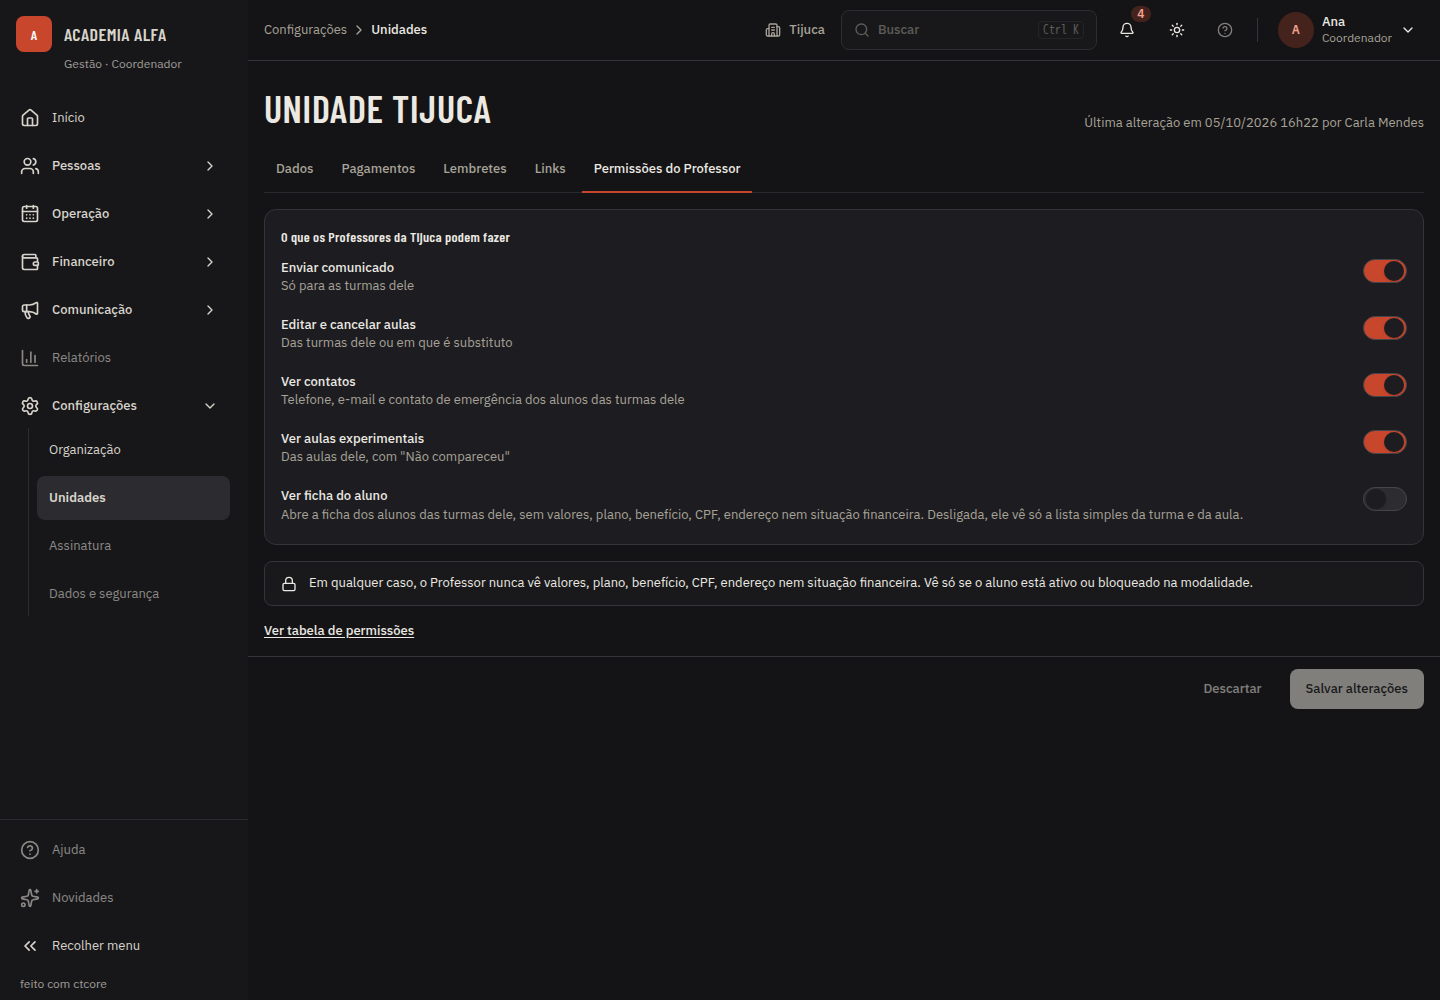 A
ACADEMIA ALFA
Gestão · Coordenador
Início
Pessoas
Operação
Financeiro
Comunicação
Relatórios
Configurações
Organização
Unidades
Assinatura
Dados e segurança
Ajuda
Novidades
Recolher menu
feito com ctcore
Configurações > Unidades
Tijuca
Buscar
Ctrl K
4
A
Ana
Coordenador
UNIDADE TIJUCA
Última alteração em 05/10/2026 16h22 por Carla Mendes
Dados
Pagamentos
Lembretes
Links
Permissões do Professor
O que os Professores da Tijuca podem fazer
Enviar comunicado
Só para as turmas dele
Editar e cancelar aulas
Das turmas dele ou em que é substituto
Ver contatos
Telefone, e-mail e contato de emergência dos alunos das turmas dele
Ver aulas experimentais
Das aulas dele, com "Não compareceu"
Ver ficha do aluno
Abre a ficha dos alunos das turmas dele, sem valores, plano, benefício, CPF, endereço nem situação financeira. Desligada, ele vê só a lista simples da turma e da aula.
Em qualquer caso, o Professor nunca vê valores, plano, benefício, CPF, endereço nem situação financeira. Vê só se o aluno está ativo ou bloqueado na modalidade.
Ver tabela de permissões
Descartar
Salvar alterações